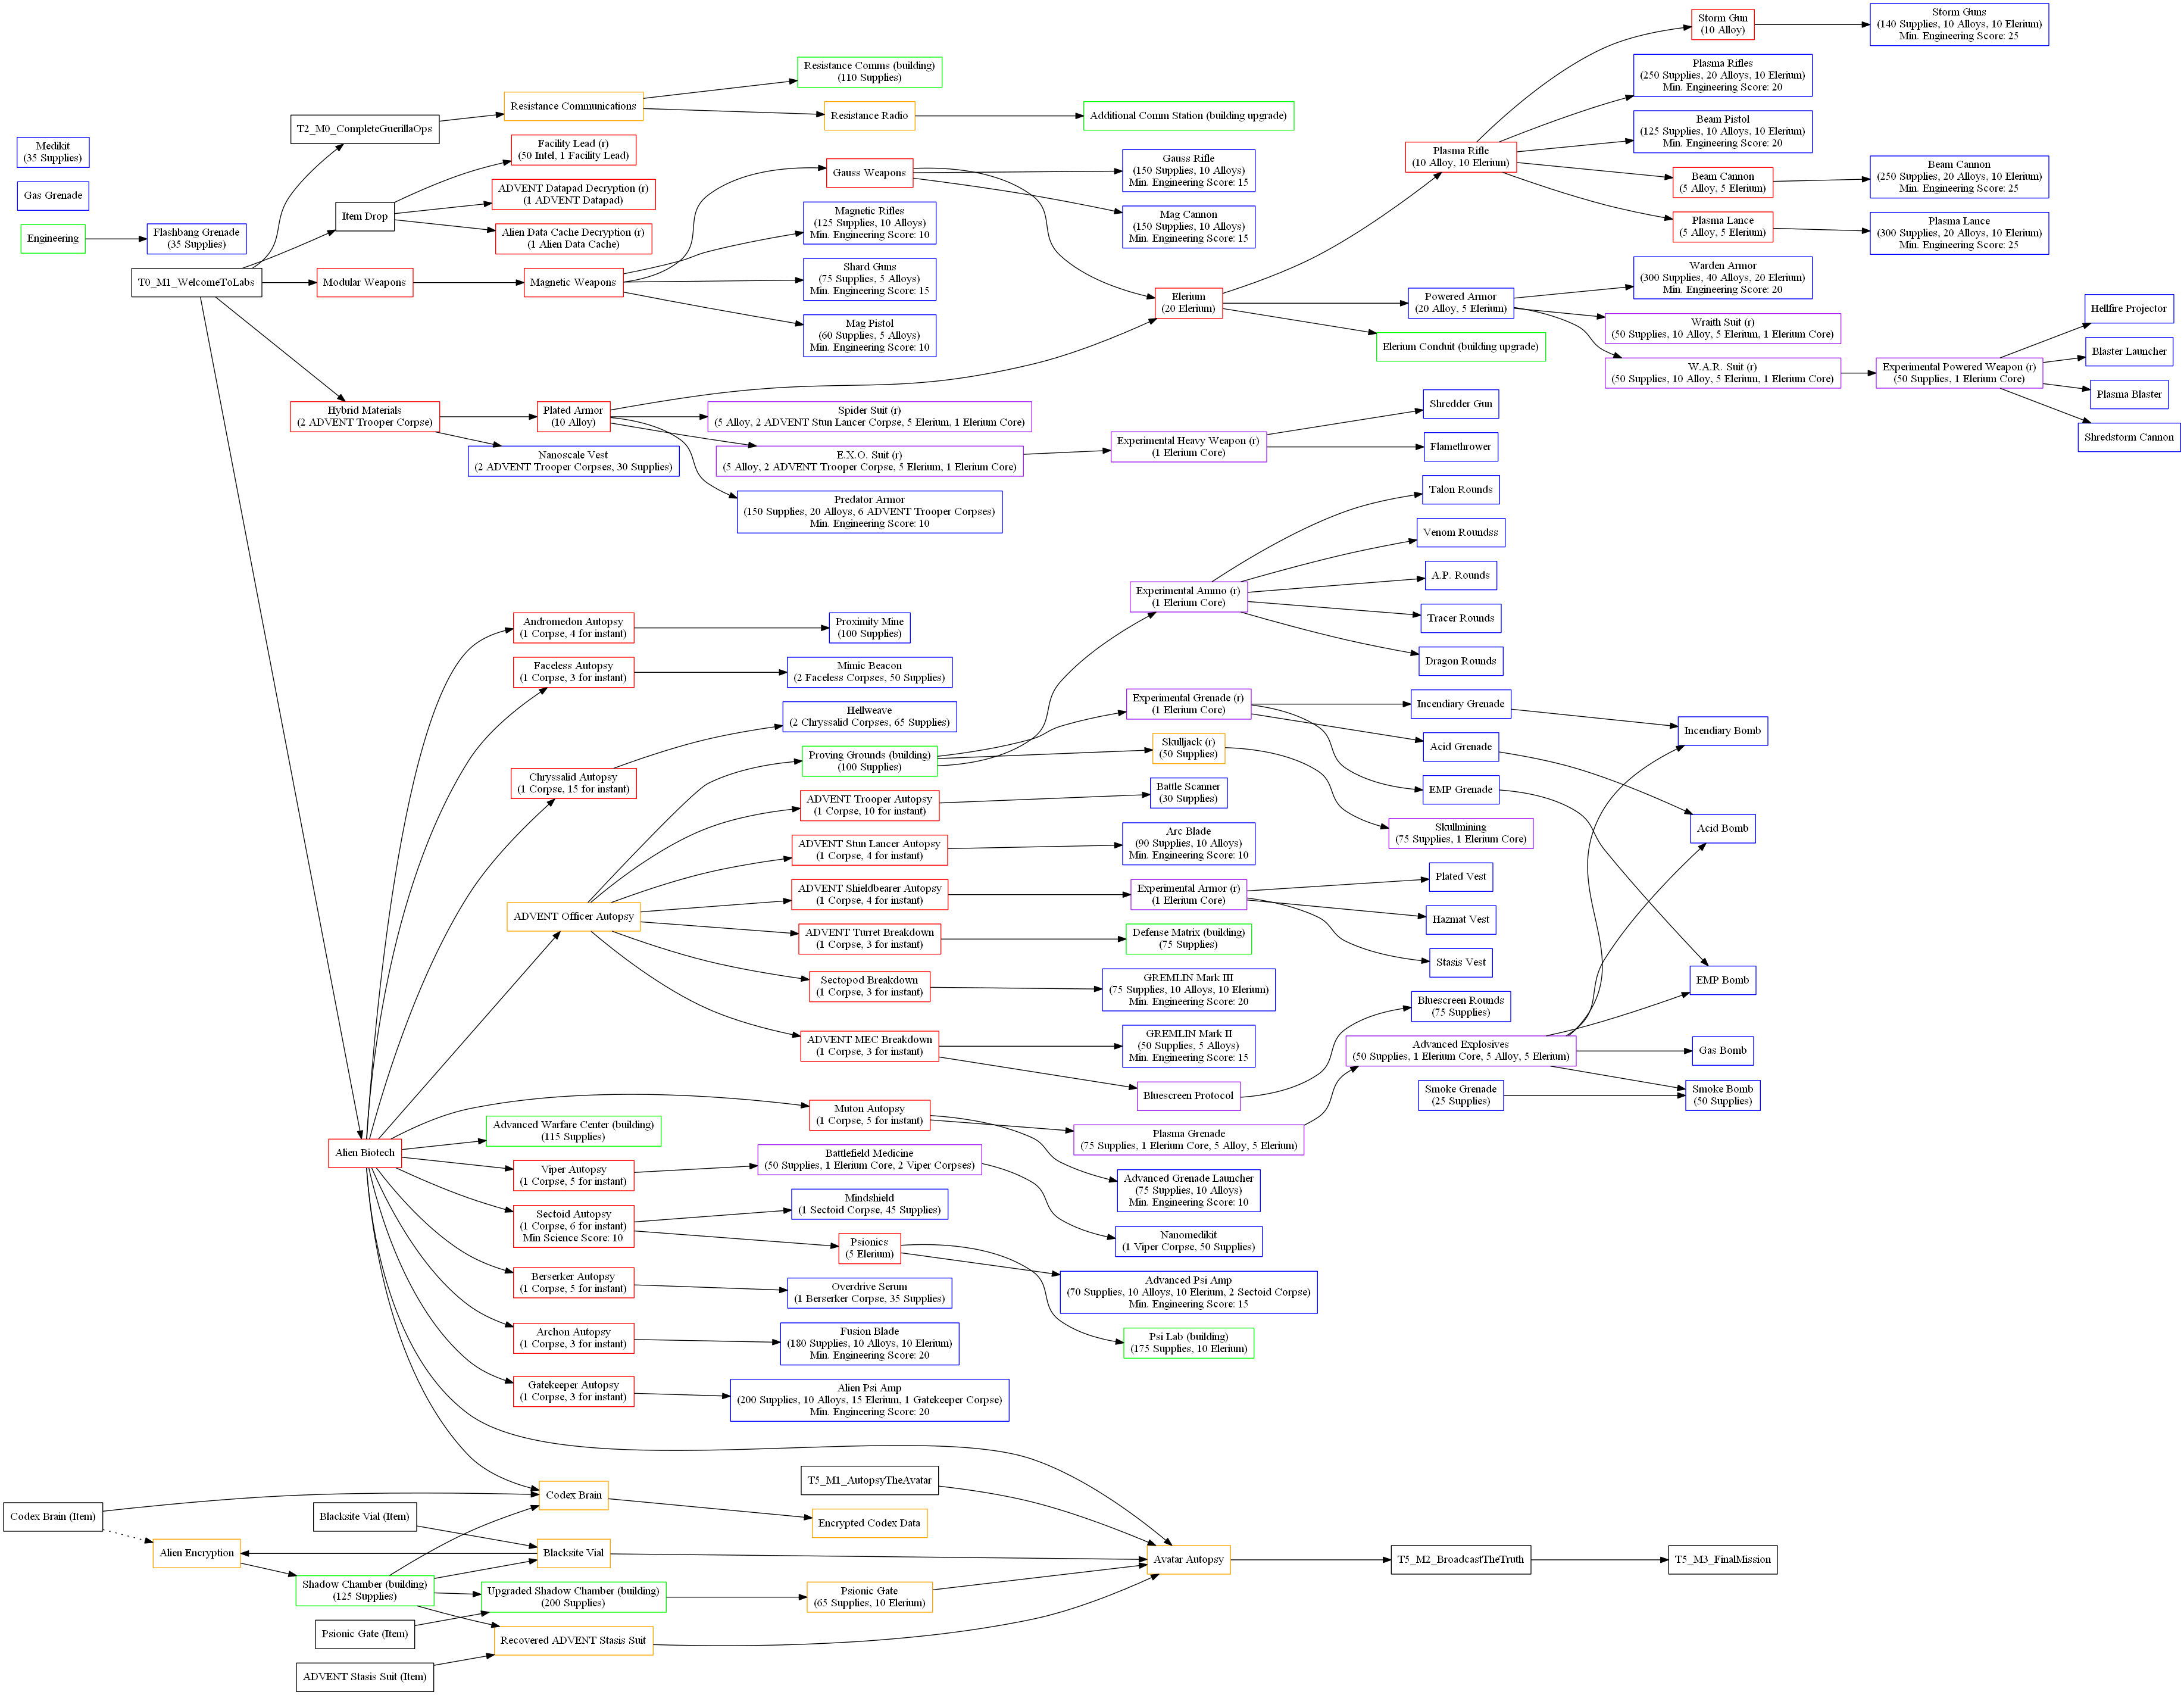 Storm Gun
(10 Alloy)
Storm Guns
(140 Supplies, 10 Alloys, 10 Elerium)
Min. Engineering Score: 25
Resistance Comms (building)
(110 Supplies)
Plasma Rifles
(250 Supplies, 20 Alloys, 10 Elerium)
Min. Engineering Score: 20
Resistance Communications
Resistance Radio
Additional Comm Station (building upgrade)
T2_M0_CompleteGuerillaOps
Beam Pistol
(125 Supplies, 10 Alloys, 10 Elerium)
Min. Engineering Score: 20
Medikit
(35 Supplies)
Facility Lead (r)
(50 Intel, 1 Facility Lead)
Plasma Rifle
(10 Alloy, 10 Elerium)
Gauss Weapons
Gauss Rifle
(150 Supplies, 10 Alloys)
Min. Engineering Score: 15
Beam Cannon
(5 Alloy, 5 Elerium)
Beam Cannon
(250 Supplies, 20 Alloys, 10 Elerium)
Min. Engineering Score: 25
Gas Grenade
ADVENT Datapad Decryption (r)
(1 ADVENT Datapad)
Item Drop
Magnetic Rifles
(125 Supplies, 10 Alloys)
Min. Engineering Score: 10
Mag Cannon
(150 Supplies, 10 Alloys)
Min. Engineering Score: 15
Plasma Lance
(5 Alloy, 5 Elerium)
Plasma Lance
(300 Supplies, 20 Alloys, 10 Elerium)
Min. Engineering Score: 25
Engineering
Flashbang Grenade
(35 Supplies)
Alien Data Cache Decryption (r)
(1 Alien Data Cache)
T0_M1_WelcomeToLabs
Modular Weapons
Magnetic Weapons
Shard Guns
(75 Supplies, 5 Alloys)
Min. Engineering Score: 15
Warden Armor
(300 Supplies, 40 Alloys, 20 Elerium)
Min. Engineering Score: 20
Elerium
(20 Elerium)
Powered Armor
(20 Alloy, 5 Elerium)
Hellfire Projector
Mag Pistol
(60 Supplies, 5 Alloys)
Min. Engineering Score: 10
Wraith Suit (r)
(50 Supplies, 10 Alloy, 5 Elerium, 1 Elerium Core)
Elerium Conduit (building upgrade)
Blaster Launcher
W.A.R. Suit (r)
(50 Supplies, 10 Alloy, 5 Elerium, 1 Elerium Core)
Experimental Powered Weapon (r)
(50 Supplies, 1 Elerium Core)
Plasma Blaster
Shredstorm Cannon
Hybrid Materials
(2 ADVENT Trooper Corpse)
Plated Armor
(10 Alloy)
Spider Suit (r)
(5 Alloy, 2 ADVENT Stun Lancer Corpse, 5 Elerium, 1 Elerium Core)
Shredder Gun
Nanoscale Vest
(2 ADVENT Trooper Corpses, 30 Supplies)
E.X.O. Suit (r)
(5 Alloy, 2 ADVENT Trooper Corpse, 5 Elerium, 1 Elerium Core)
Experimental Heavy Weapon (r)
(1 Elerium Core)
Flamethrower
Predator Armor
(150 Supplies, 20 Alloys, 6 ADVENT Trooper Corpses)
Min. Engineering Score: 10
Talon Rounds
Venom Roundss
A.P. Rounds
Experimental Ammo (r)
(1 Elerium Core)
Tracer Rounds
Dragon Rounds
Andromedon Autopsy
(1 Corpse, 4 for instant)
Proximity Mine
(100 Supplies)
Faceless Autopsy
(1 Corpse, 3 for instant)
Mimic Beacon
(2 Faceless Corpses, 50 Supplies)
Hellweave
(2 Chryssalid Corpses, 65 Supplies)
Experimental Grenade (r)
(1 Elerium Core)
Incendiary Grenade
Incendiary Bomb
Chryssalid Autopsy
(1 Corpse, 15 for instant)
Proving Grounds (building)
(100 Supplies)
Skulljack (r)
(50 Supplies)
Acid Grenade
ADVENT Trooper Autopsy
(1 Corpse, 10 for instant)
Battle Scanner
(30 Supplies)
EMP Grenade
ADVENT Stun Lancer Autopsy
(1 Corpse, 4 for instant)
Arc Blade
(90 Supplies, 10 Alloys)
Min. Engineering Score: 10
Skullmining
(75 Supplies, 1 Elerium Core)
Acid Bomb
ADVENT Shieldbearer Autopsy
(1 Corpse, 4 for instant)
Experimental Armor (r)
(1 Elerium Core)
Plated Vest
ADVENT Officer Autopsy
Hazmat Vest
ADVENT Turret Breakdown
(1 Corpse, 3 for instant)
Defense Matrix (building)
(75 Supplies)
Stasis Vest
Sectopod Breakdown
(1 Corpse, 3 for instant)
GREMLIN Mark III
(75 Supplies, 10 Alloys, 10 Elerium)
Min. Engineering Score: 20
EMP Bomb
Bluescreen Rounds
(75 Supplies)
ADVENT MEC Breakdown
(1 Corpse, 3 for instant)
GREMLIN Mark II
(50 Supplies, 5 Alloys)
Min. Engineering Score: 15
Advanced Explosives
(50 Supplies, 1 Elerium Core, 5 Alloy, 5 Elerium)
Gas Bomb
Bluescreen Protocol
Smoke Grenade
(25 Supplies)
Smoke Bomb
(50 Supplies)
Muton Autopsy
(1 Corpse, 5 for instant)
Advanced Warfare Center (building)
(115 Supplies)
Plasma Grenade
(75 Supplies, 1 Elerium Core, 5 Alloy, 5 Elerium)
Alien Biotech
Viper Autopsy
(1 Corpse, 5 for instant)
Battlefield Medicine
(50 Supplies, 1 Elerium Core, 2 Viper Corpses)
Advanced Grenade Launcher
(75 Supplies, 10 Alloys)
Min. Engineering Score: 10
Sectoid Autopsy
(1 Corpse, 6 for instant)
Min Science Score: 10
Mindshield
(1 Sectoid Corpse, 45 Supplies)
Psionics
(5 Elerium)
Nanomedikit
(1 Viper Corpse, 50 Supplies)
Berserker Autopsy
(1 Corpse, 5 for instant)
Overdrive Serum
(1 Berserker Corpse, 35 Supplies)
Advanced Psi Amp
(70 Supplies, 10 Alloys, 10 Elerium, 2 Sectoid Corpse)
Min. Engineering Score: 15
Archon Autopsy
(1 Corpse, 3 for instant)
Fusion Blade
(180 Supplies, 10 Alloys, 10 Elerium)
Min. Engineering Score: 20
Psi Lab (building)
(175 Supplies, 10 Elerium)
Gatekeeper Autopsy
(1 Corpse, 3 for instant)
Alien Psi Amp
(200 Supplies, 10 Alloys, 15 Elerium, 1 Gatekeeper Corpse)
Min. Engineering Score: 20
T5_M1_AutopsyTheAvatar
Codex Brain
Codex Brain (Item)
Blacksite Vial (Item)
Encrypted Codex Data
Alien Encryption
Blacksite Vial
Avatar Autopsy
T5_M2_BroadcastTheTruth
T5_M3_FinalMission
Shadow Chamber (building)
(125 Supplies)
Upgraded Shadow Chamber (building)
(200 Supplies)
Psionic Gate
(65 Supplies, 10 Elerium)
Psionic Gate (Item)
Recovered ADVENT Stasis Suit
ADVENT Stasis Suit (Item)